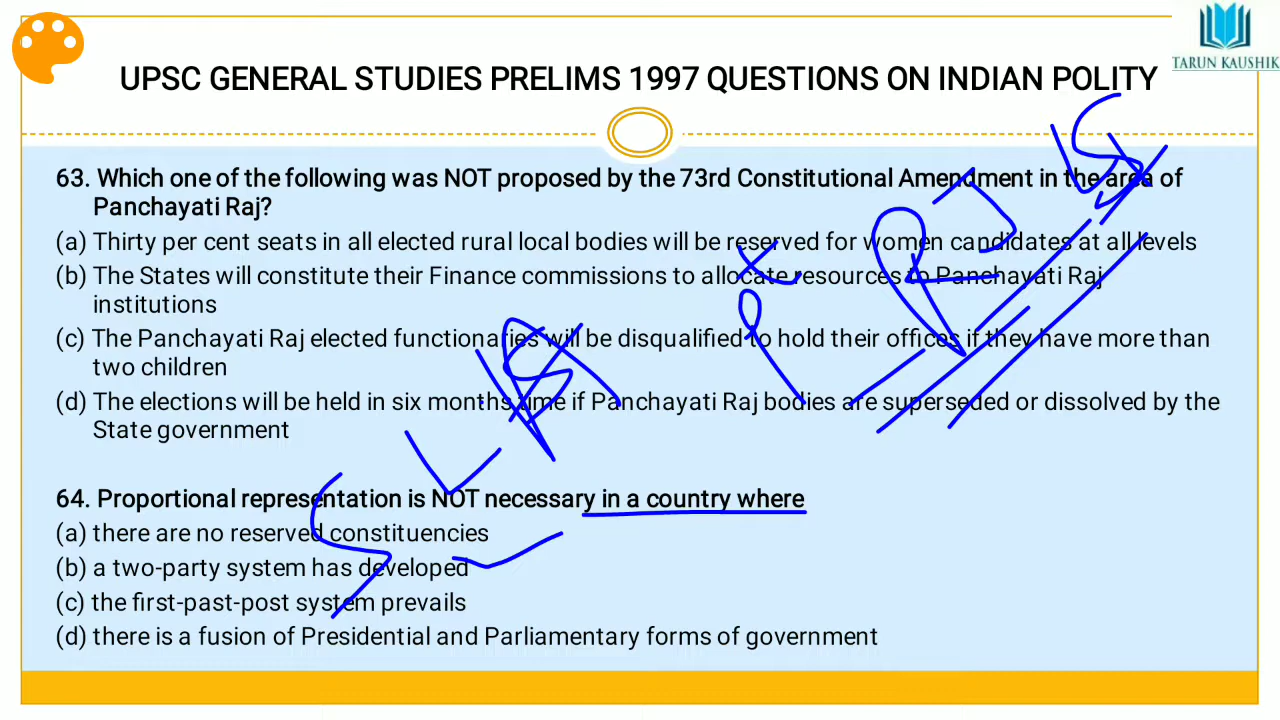 TARUN KAUSHIK
UPSC GENERAL STUDIES PRELIMS 1997 QUESTIONS ON INDIAN POLITY
63. Which one of the following was NOT proposed by the 73rd Constitutional Amendment in the area of
Panchayati Raj?
(a) Thirty per cent seats in all elected rural local bodies will be reserved for women candidates at all levels
(b) The States will constitute their Finance commissions to allocate resources to Panchayati Raj
institutions
(c) The Panchayati Raj elected functionaries will be disqualified to hold their offices if they have more than
two children
(d) The elections will be held in six months time if Panchayati Raj bodies are superseded or dissolved by the
State government
64. Proportional representation is NOT necessary in a country where
(a) there are no reserved constituencies
(b) a two-party system has developed
(c) the first-past-post system prevails
(d) there is a fusion of Presidential and Parliamentary forms of government